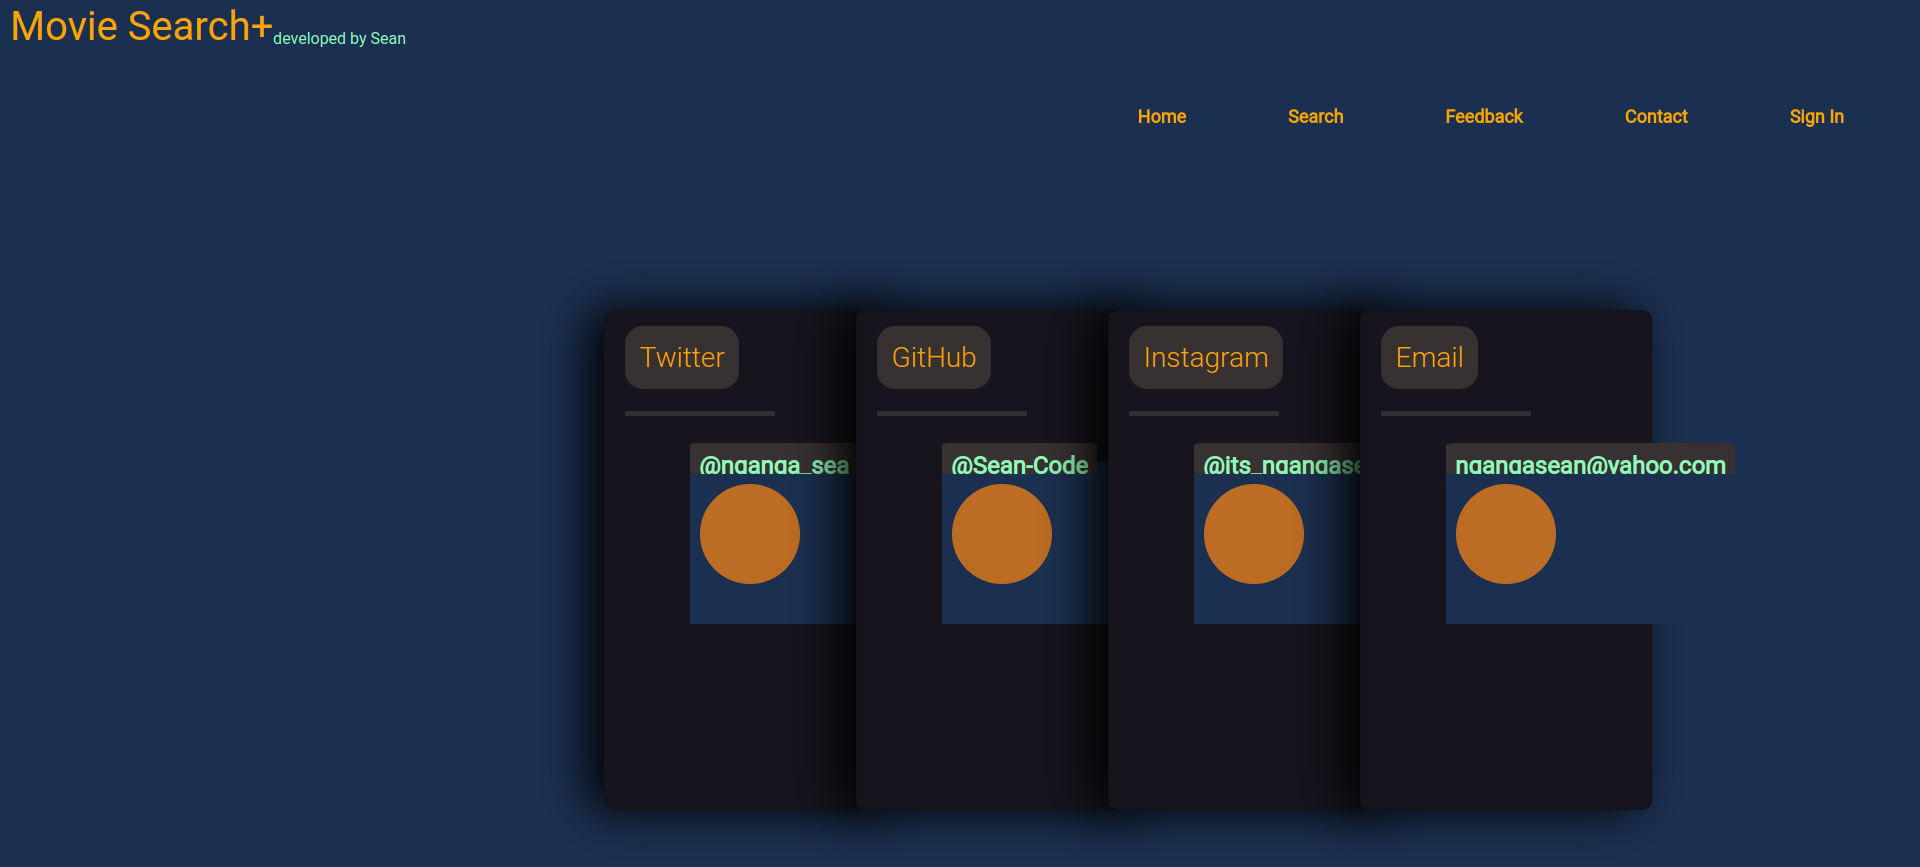 Movie Search+
developed by Sean
Home Search Feedback Contact Sign In
Twitter GitHub Instagram Email
@nganga_sea @Sean-Code @its_ngangase ngangasean@yahoo.com